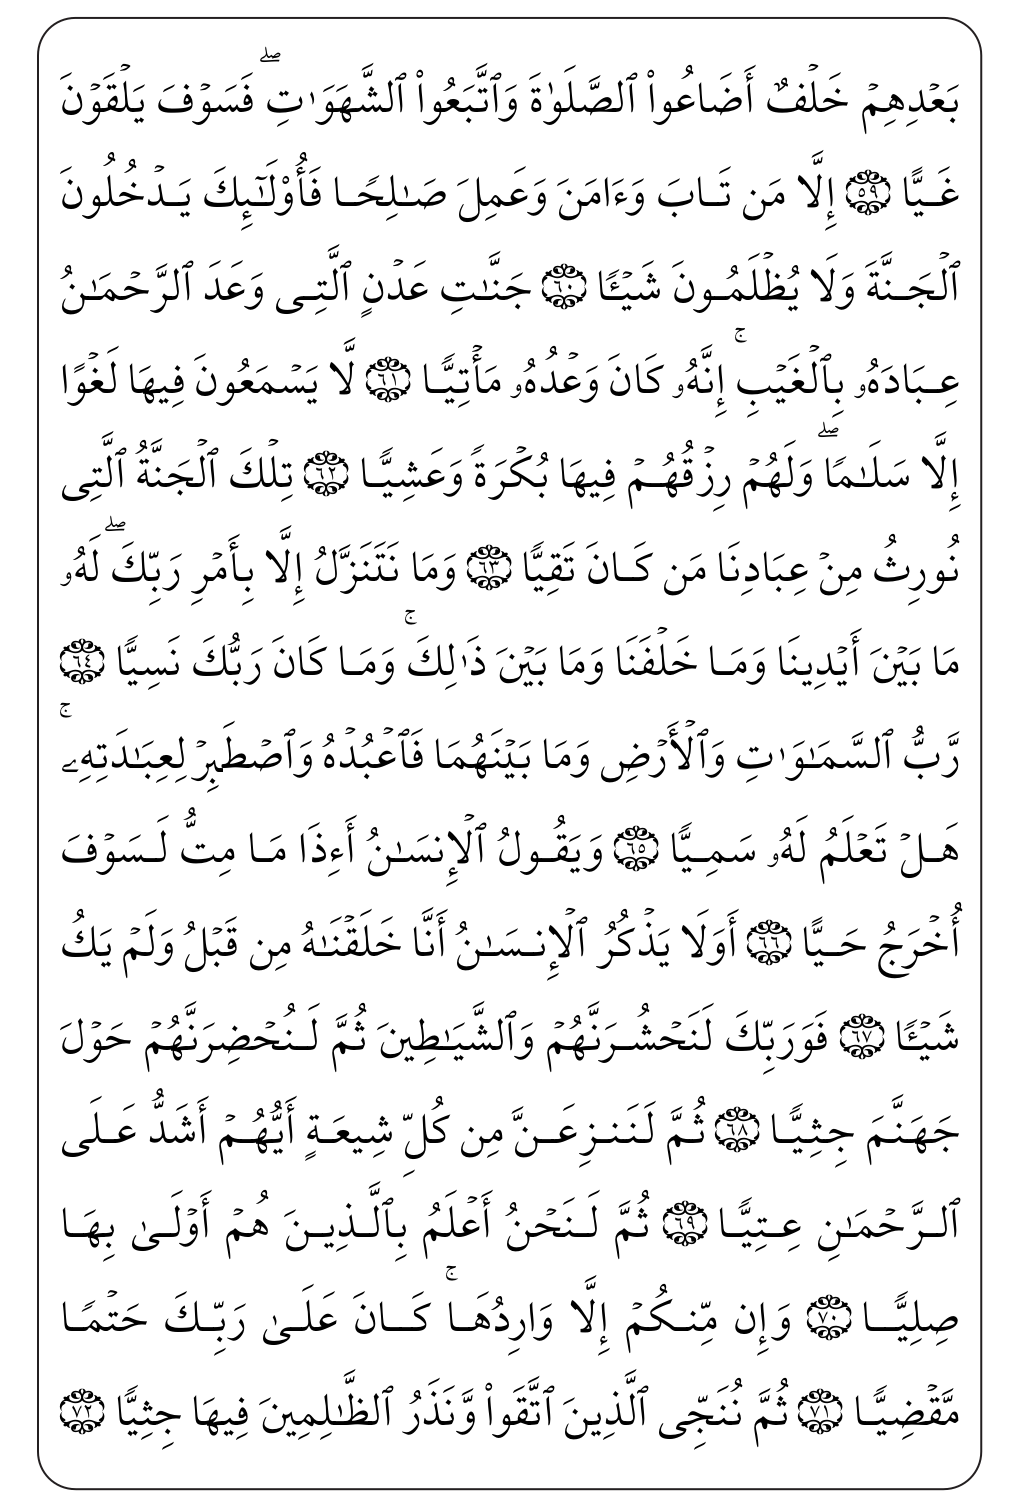 بَعۡدِهِمۡ خَلۡفٌ أَضَاعُواْ ٱلصَّلَوٰةَ وَٱتَّبَعُواْ ٱلشَّهَوَٰتِۖ فَسَوۡفَ يَلۡقَوۡنَ
غَيًّا ٥٩ إِلَّا مَن تَابَ وَءَامَنَ وَعَمِلَ صَٰلِحًا فَأُوْلَٰٓئِكَ يَدۡخُلُونَ
ٱلۡجَنَّةَ وَلَا يُظۡلَمُونَ شَيۡـًٔا ٦٠ جَنَّٰتِ عَدۡنٍ ٱلَّتِي وَعَدَ ٱلرَّحۡمَٰنُ
عِبَادَهُۥ بِٱلۡغَيۡبِۚ إِنَّهُۥ كَانَ وَعۡدُهُۥ مَأۡتِيًّا ٦١ لَّا يَسۡمَعُونَ فِيهَا لَغۡوًا
إِلَّا سَلَٰمًاۖ وَلَهُمۡ رِزۡقُهُمۡ فِيهَا بُكۡرَةً وَعَشِيًّا ٦٢ تِلۡكَ ٱلۡجَنَّةُ ٱلَّتِي
نُورِثُ مِنۡ عِبَادِنَا مَن كَانَ تَقِيًّا ٦٣ وَمَا نَتَنَزَّلُ إِلَّا بِأَمۡرِ رَبِّكَۖ لَهُۥ
مَا بَيۡنَ أَيۡدِينَا وَمَا خَلۡفَنَا وَمَا بَيۡنَ ذَٰلِكَۚ وَمَا كَانَ رَبُّكَ نَسِيًّا ٦٤
رَّبُّ ٱلسَّمَٰوَٰتِ وَٱلۡأَرۡضِ وَمَا بَيۡنَهُمَا فَٱعۡبُدۡهُ وَٱصۡطَبِرۡ لِعِبَٰدَتِهِۦۚ
هَلۡ تَعۡلَمُ لَهُۥ سَمِيًّا ٦٥ وَيَقُولُ ٱلۡإِنسَٰنُ أَءِذَا مَا مِتُّ لَسَوۡفَ
أُخۡرَجُ حَيًّا ٦٦ أَوَلَا يَذۡكُرُ ٱلۡإِنسَٰنُ أَنَّا خَلَقۡنَٰهُ مِن قَبۡلُ وَلَمۡ يَكُ
شَيۡـًٔا ٦٧ فَوَرَبِّكَ لَنَحۡشُرَنَّهُمۡ وَٱلشَّيَٰطِينَ ثُمَّ لَنُحۡضِرَنَّهُمۡ حَوۡلَ
جَهَنَّمَ جِثِيًّا ٦٨ ثُمَّ لَنَنزِعَنَّ مِن كُلِّ شِيعَةٍ أَيُّهُمۡ أَشَدُّ عَلَى
ٱلرَّحۡمَٰنِ عِتِيًّا ٦٩ ثُمَّ لَنَحۡنُ أَعۡلَمُ بِٱلَّذِينَ هُمۡ أَوۡلَىٰ بِهَا
صِلِيًّا ٧٠ وَإِن مِّنكُمۡ إِلَّا وَارِدُهَاۚ كَانَ عَلَىٰ رَبِّكَ حَتۡمًا
مَّقۡضِيًّا ٧١ ثُمَّ نُنَجِّي ٱلَّذِينَ ٱتَّقَواْ وَّنَذَرُ ٱلظَّٰلِمِينَ فِيهَا جِثِيًّا ٧٢